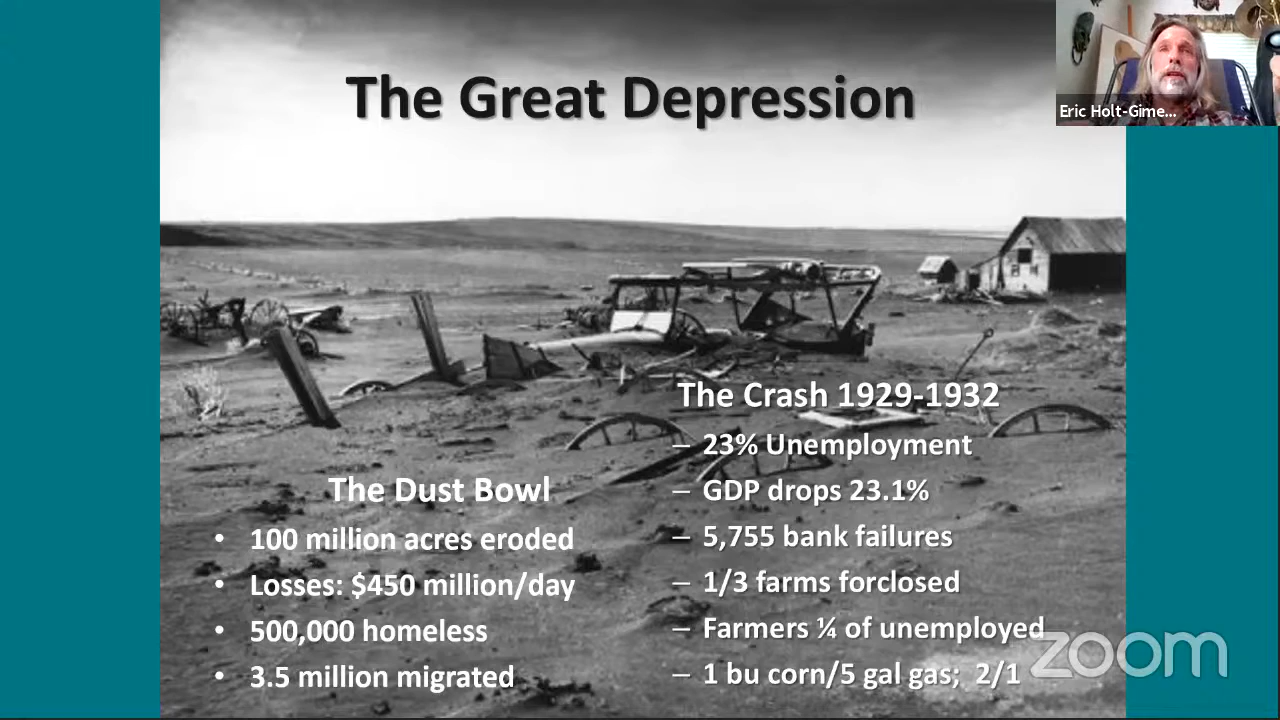 The Great Depression
Eric Holt-Gime...
The Crash 1929-1932
– 23% Unemployment
– GDP drops 23.1%
– 5,755 bank failures
– 1/3 farms forclosed
– Farmers ¼ of unemployed
– 1 bu corn/5 gal gas; 2/1
The Dust Bowl
• 100 million acres eroded
• Losses: $450 million/day
• 500,000 homeless
• 3.5 million migrated
zoom